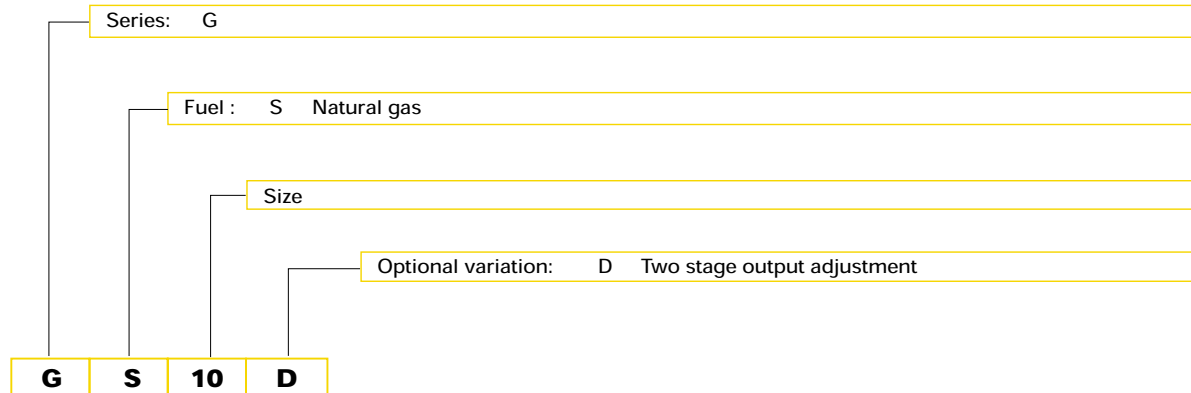 Series: G
Fuel : S Natural gas
Size
Optional variation: D Two stage output adjustment
G S 10 D